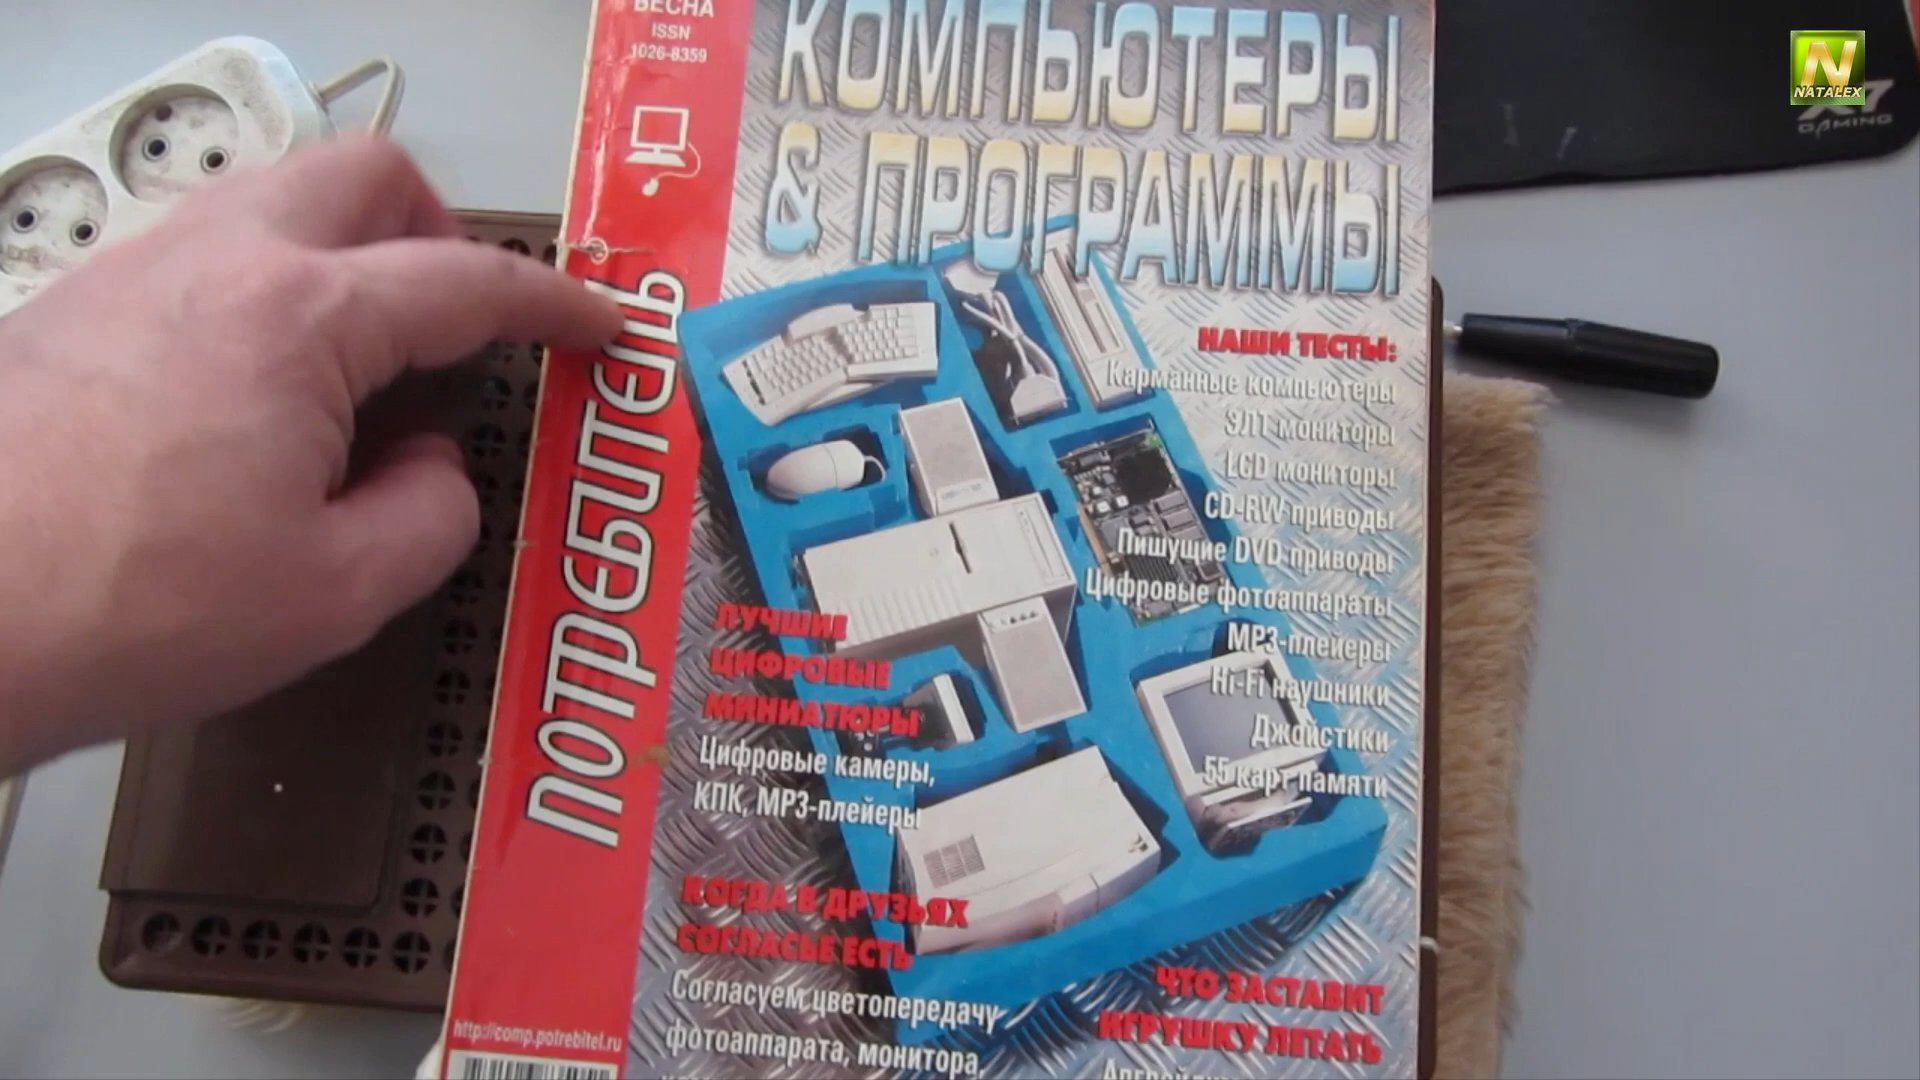 ВЕСНА
ISSN
1026-8359
КОМПЬЮТЕРЫ
& ПРОГРАММЫ
ПОТРЕБИТЕЛЬ
НАШИ ТЕСТЫ:
Карманные компьютеры
ЭЛТ мониторы
LCD мониторы
CD-RW приводы
Пишущие DVD-приводы
Цифровые фотоаппараты
MP3-плейеры
Hi-Fi наушники
Джойстики
55 карт памяти
ЛУЧШИЕ
ЦИФРОВЫЕ
МИНИАТЮРЫ
Цифровые камеры,
КПК, MP3-плейеры
КОГДА В ДРУЗЬЯХ
СОГЛАСЬЕ ЕСТЬ
Согласуем цветопередачу
фотоаппарата, монитора,
ЧТО ЗАСТАВИТ
ИГРУШКУ ЛЕТАТЬ
http://comp.potrebitel.ru
N
NATALEX
GAMING